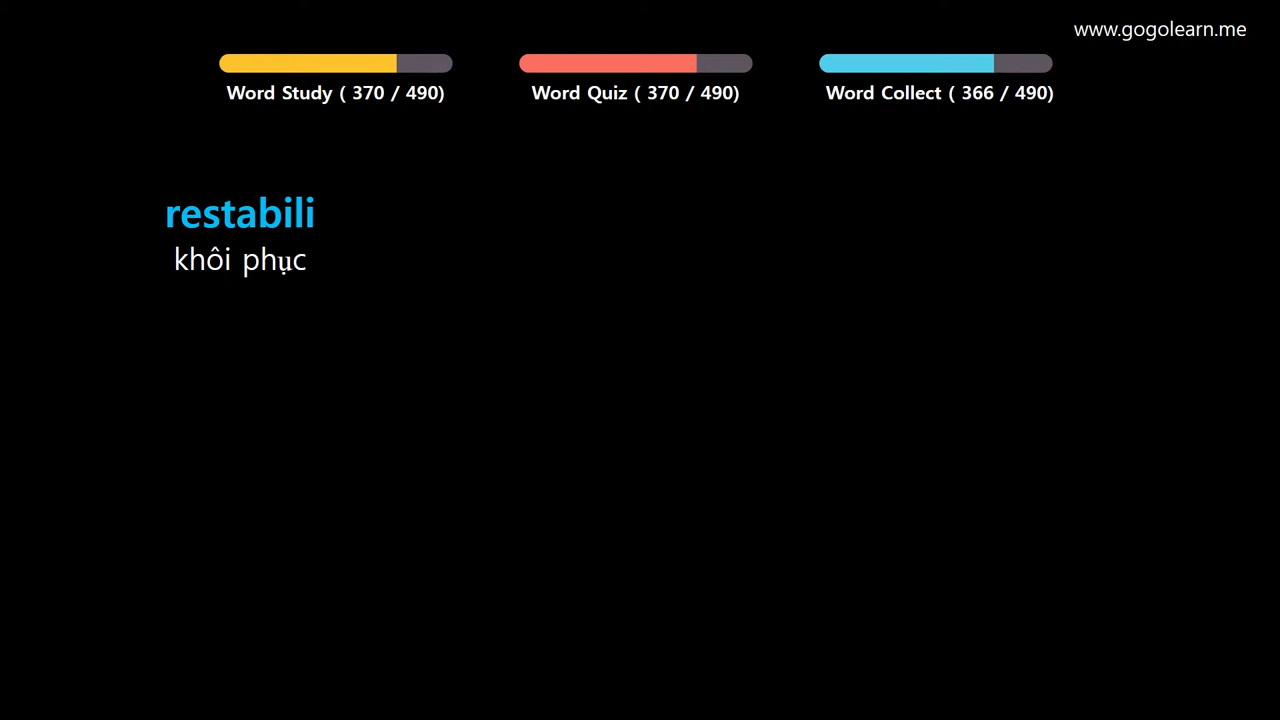 www.gogolearn.me
Word Study ( 370 / 490)
Word Quiz ( 370 / 490)
Word Collect ( 366 / 490)
restabili
khôi phục